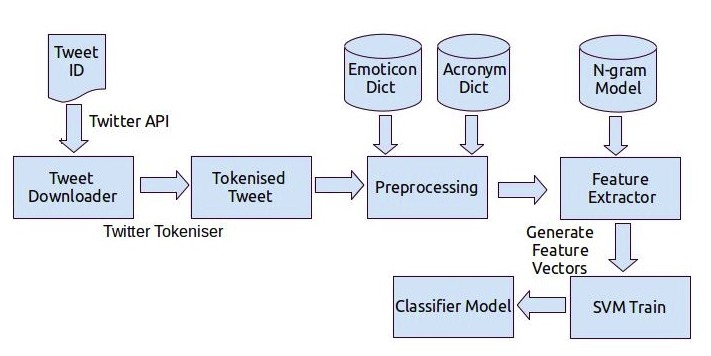 Tweet
ID
Emoticon
Dict
Acronym
Dict
N-gram
Model
Twitter API
Tweet
Downloader
Tokenised
Tweet
Preprocessing
Feature
Extractor
Twitter Tokeniser
Generate
Feature
Vectors
Classifier Model
SVM Train